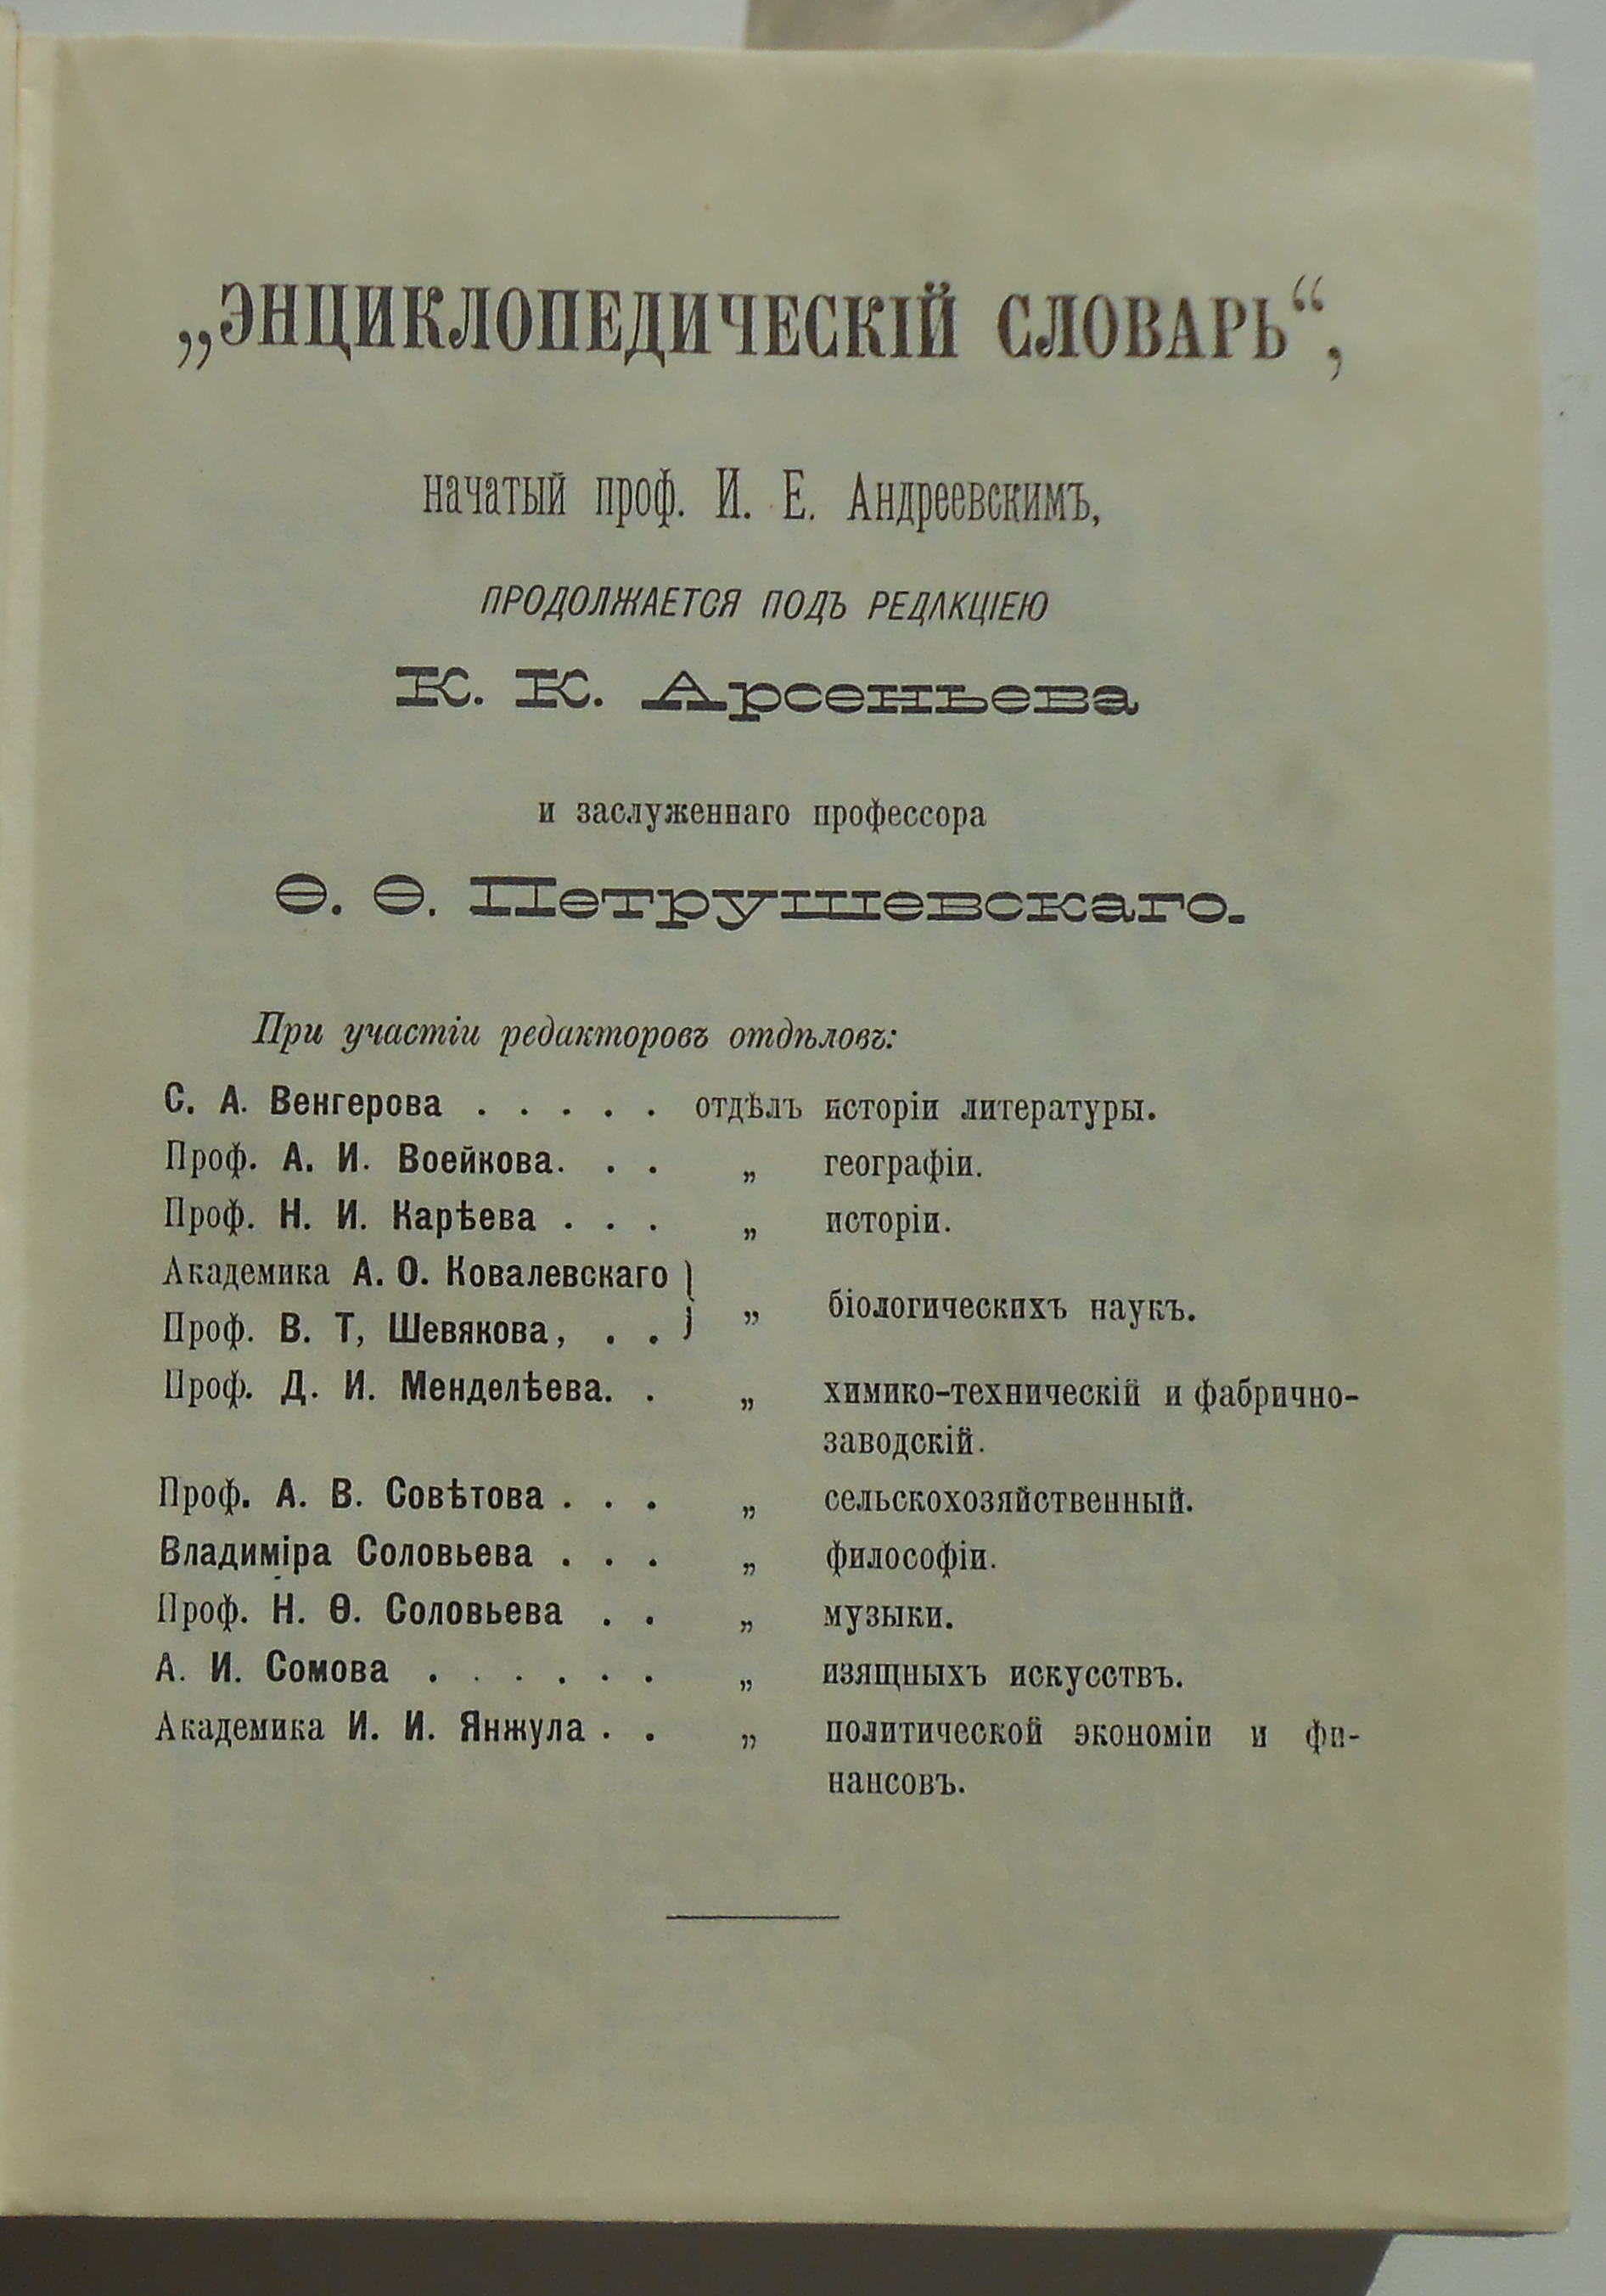 „ЭНЦИКЛОПЕДИЧЕСКІЙ СЛОВАРЬ“,
начатый проф. И. Е. Андреевскимъ,
ПРОДОЛЖАЕТСЯ ПОДЪ РЕДАКЦІЕЮ
К. К. Арсеньева
и заслуженнаго профессора
Ѳ. Ѳ. Петрушевскаго.
При участіи редакторовъ отдѣловъ:
С. А. Венгерова . . . . . отдѣлъ исторіи литературы.
Проф. А. И. Воейкова. . . „ географіи.
Проф. Н. И. Карѣева . . . „ исторіи.
Академика А. О. Ковалевскаго
Проф. В. Т, Шевякова, . . } „ біологическихъ наукъ.
Проф. Д. И. Менделѣева. . „ химико-техническій и фабрично-
заводскій.
Проф. А. В. Совѣтова . . . „ сельскохозяйственный.
Владиміра Соловьева . . . „ философіи.
Проф. Н. Ѳ. Соловьева . . „ музыки.
А. И. Сомова . . . . . . „ изящныхъ искусствъ.
Академика И. И. Янжула . . „ политической экономіи и фи-
нансовъ.